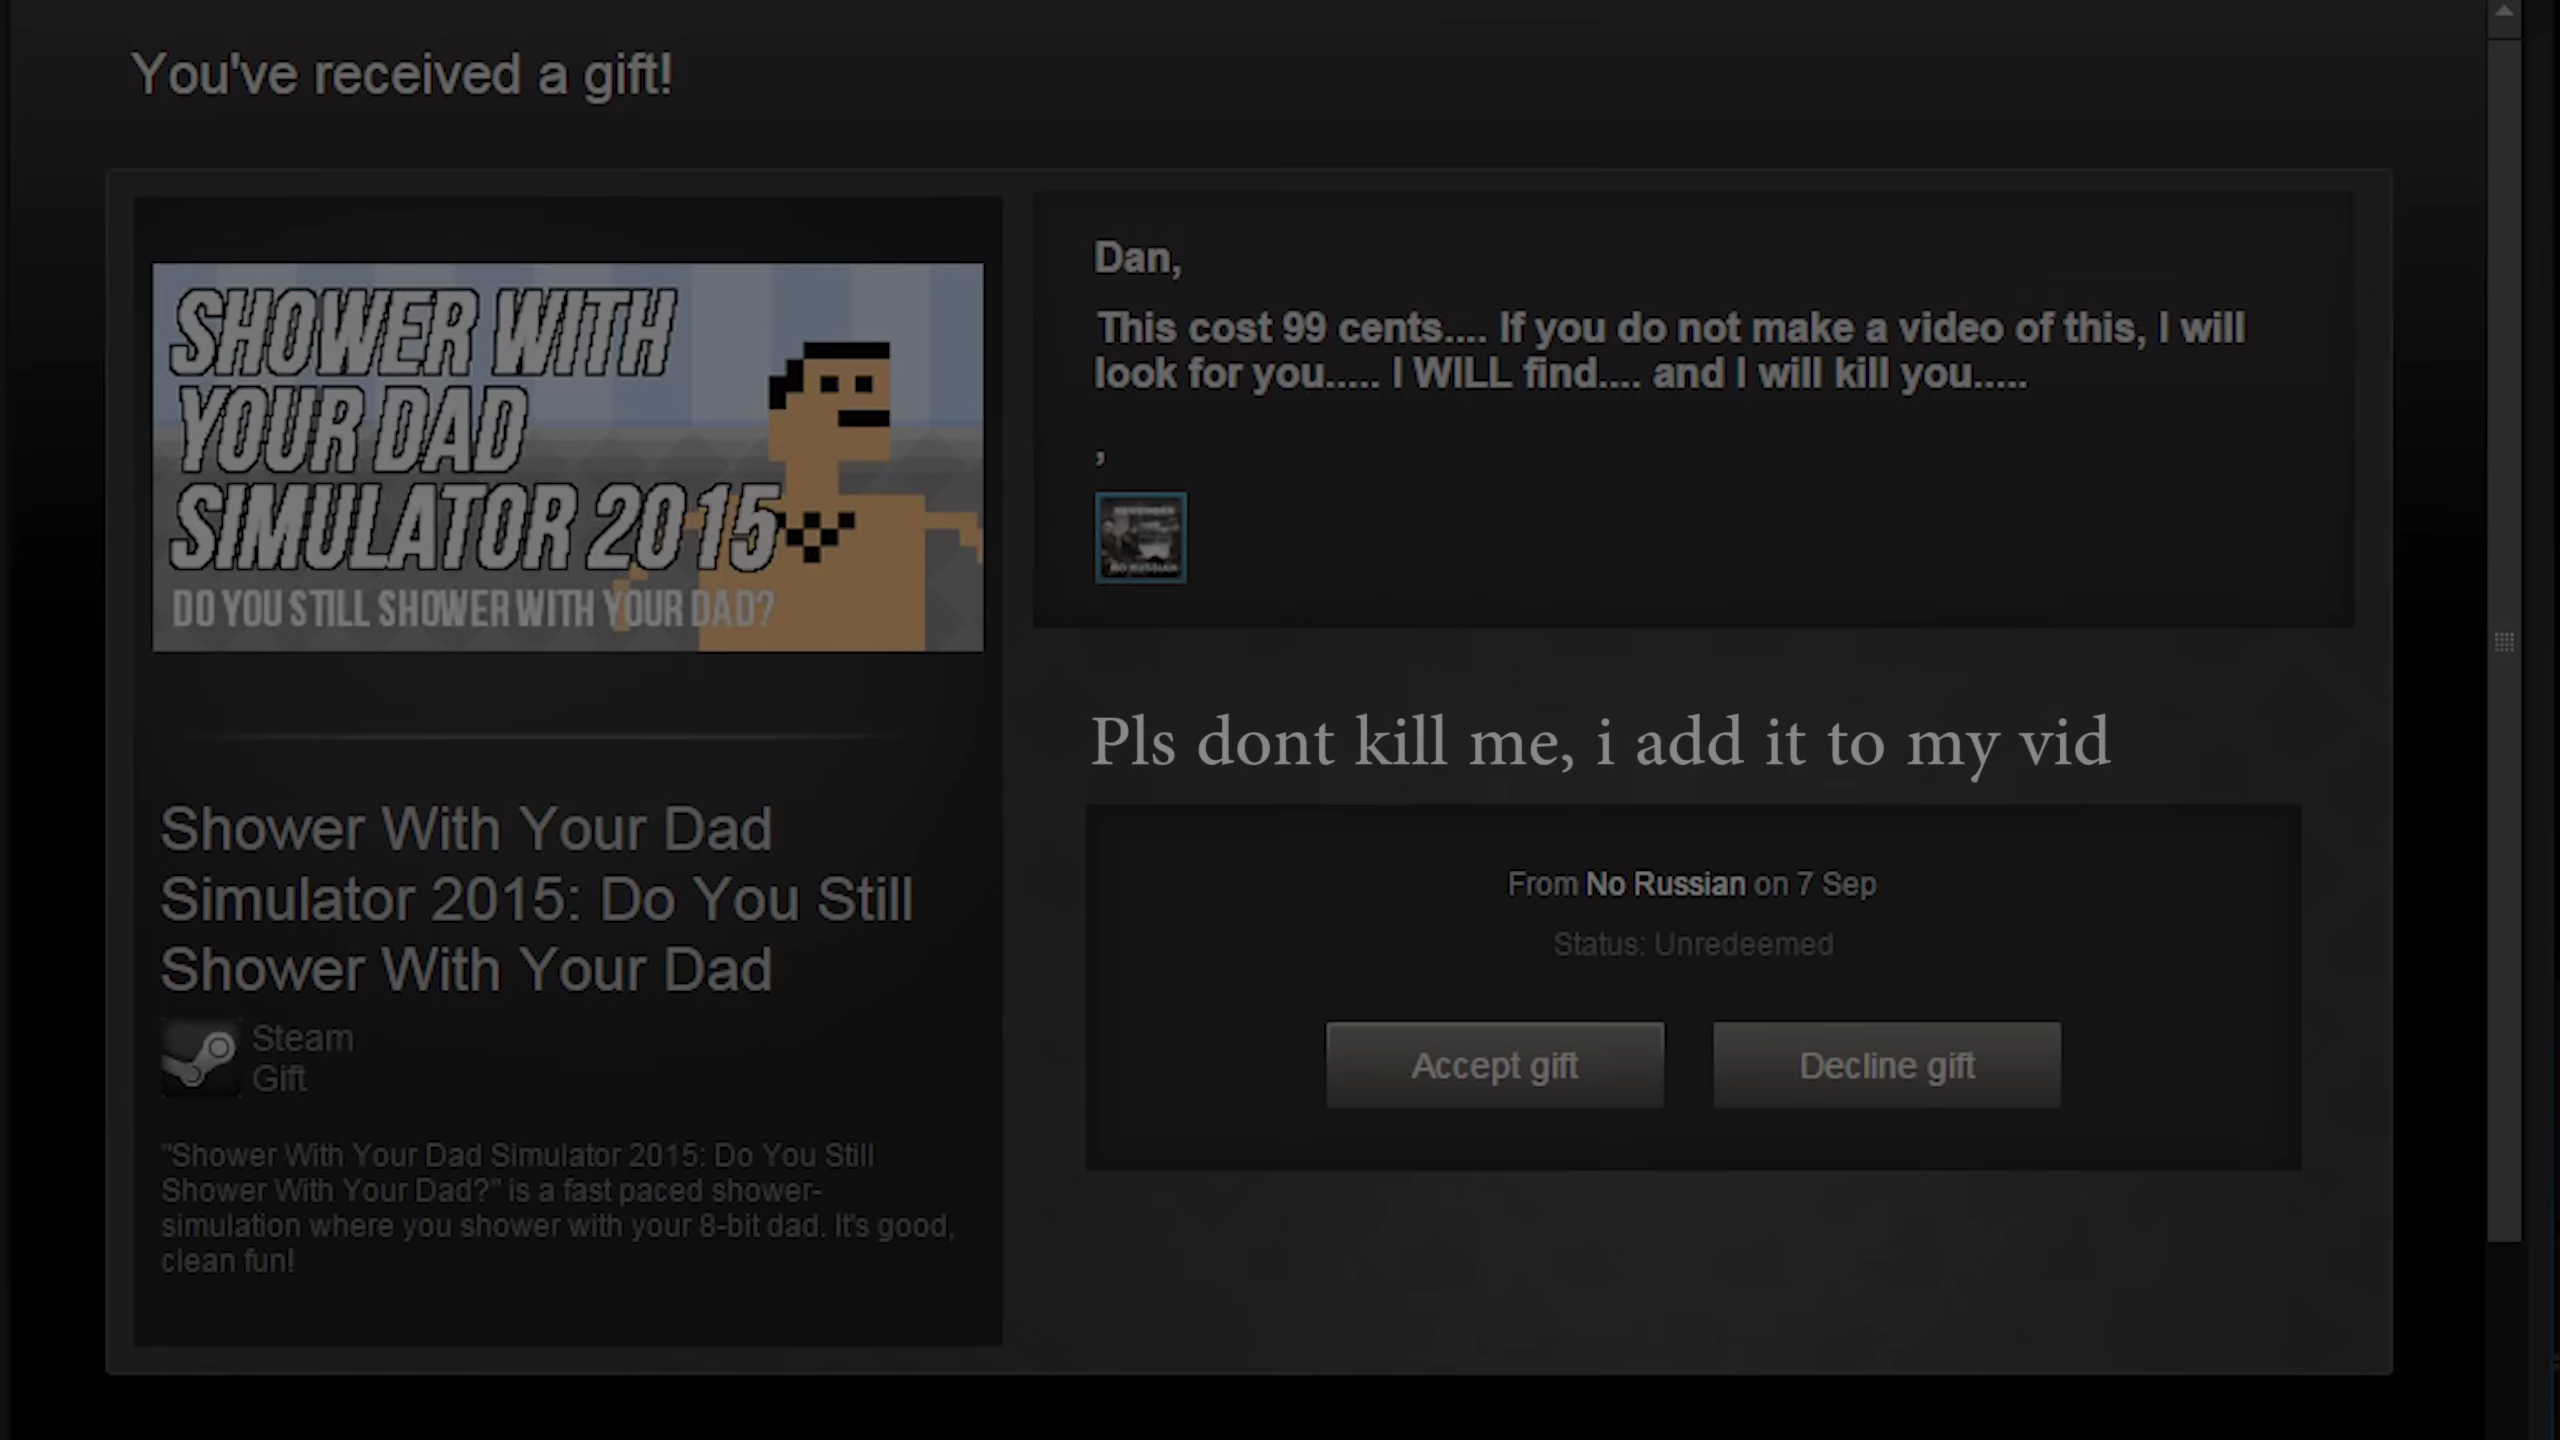 You've received a gift!
SHOWER WITH
YOUR DAD
SIMULATOR 2015
DO YOU STILL SHOWER WITH YOUR DAD?
Dan,
This cost 99 cents.... If you do not make a video of this, I will
look for you..... I WILL find.... and I will kill you.....
,
REMEMBER
NO RUSSIAN
Pls dont kill me, i add it to my vid
Shower With Your Dad
Simulator 2015: Do You Still
Shower With Your Dad
Steam
Gift
"Shower With Your Dad Simulator 2015: Do You Still
Shower With Your Dad?" is a fast paced shower-
simulation where you shower with your 8-bit dad. It's good,
clean fun!
From No Russian on 7 Sep
Status: Unredeemed
Accept gift
Decline gift